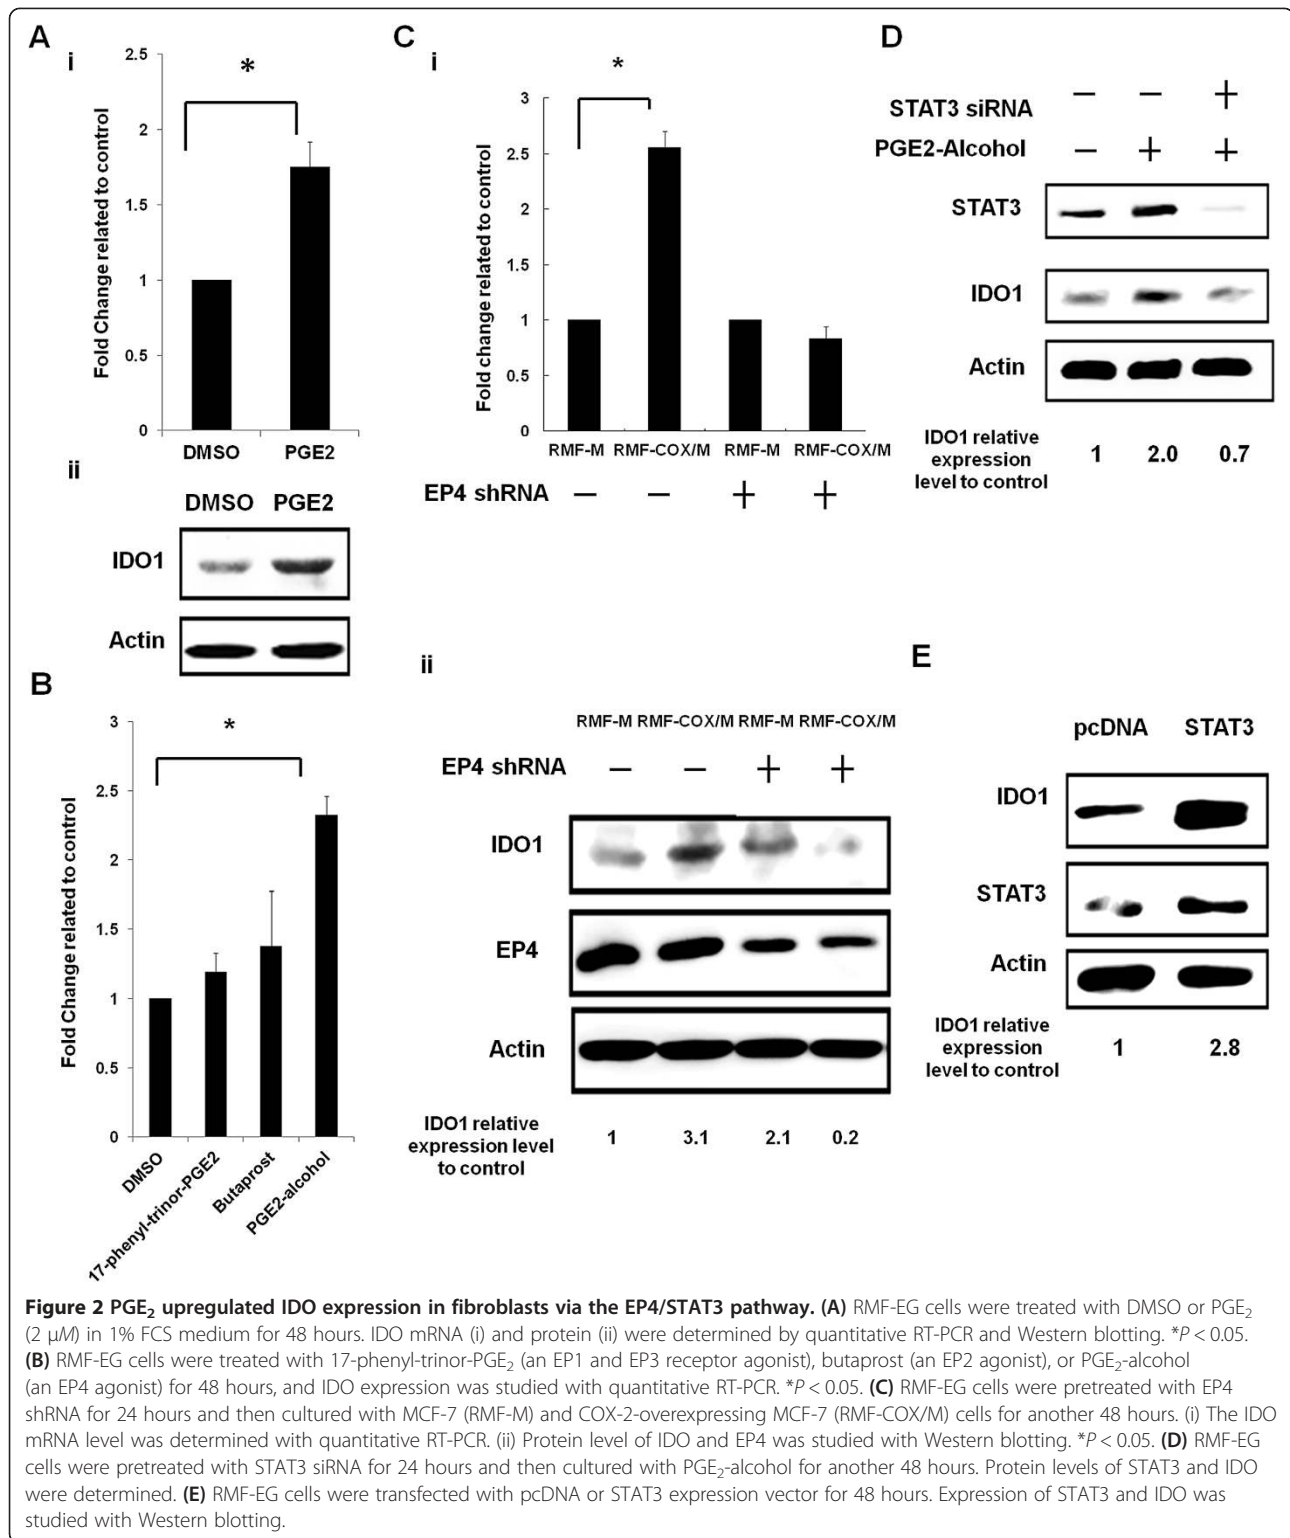 A
i
2.5
2
1.5
1
0.5
0
Fold Change related to control
*
DMSO
PGE2
ii
DMSO PGE2
IDO1
Actin
B
3
2.5
2
1.5
1
0.5
0
Fold Change related to control
*
DMSO
17-phenyl-trinor-PGE2
Butaprost
PGE2-alcohol
C
i
3
2.5
2
1.5
1
0.5
0
Fold change related to control
*
RMF-M RMF-COX/M RMF-M RMF-COX/M
EP4 shRNA − − + +
ii
RMF-M RMF-COX/M RMF-M RMF-COX/M
EP4 shRNA − − + +
IDO1
EP4
Actin
IDO1 relative
expression level
to control
1 3.1 2.1 0.2
D
STAT3 siRNA − − +
PGE2-Alcohol − + +
STAT3
IDO1
Actin
IDO1 relative
expression
level to control
1 2.0 0.7
E
pcDNA STAT3
IDO1
STAT3
Actin
IDO1 relative
expression
level to control
1 2.8
Figure 2 PGE₂ upregulated IDO expression in fibroblasts via the EP4/STAT3 pathway. (A) RMF-EG cells were treated with DMSO or PGE₂
(2 μM) in 1% FCS medium for 48 hours. IDO mRNA (i) and protein (ii) were determined by quantitative RT-PCR and Western blotting. *P < 0.05.
(B) RMF-EG cells were treated with 17-phenyl-trinor-PGE₂ (an EP1 and EP3 receptor agonist), butaprost (an EP2 agonist), or PGE₂-alcohol
(an EP4 agonist) for 48 hours, and IDO expression was studied with quantitative RT-PCR. *P < 0.05. (C) RMF-EG cells were pretreated with EP4
shRNA for 24 hours and then cultured with MCF-7 (RMF-M) and COX-2-overexpressing MCF-7 (RMF-COX/M) cells for another 48 hours. (i) The IDO
mRNA level was determined with quantitative RT-PCR. (ii) Protein level of IDO and EP4 was studied with Western blotting. *P < 0.05. (D) RMF-EG
cells were pretreated with STAT3 siRNA for 24 hours and then cultured with PGE₂-alcohol for another 48 hours. Protein levels of STAT3 and IDO
were determined. (E) RMF-EG cells were transfected with pcDNA or STAT3 expression vector for 48 hours. Expression of STAT3 and IDO was
studied with Western blotting.